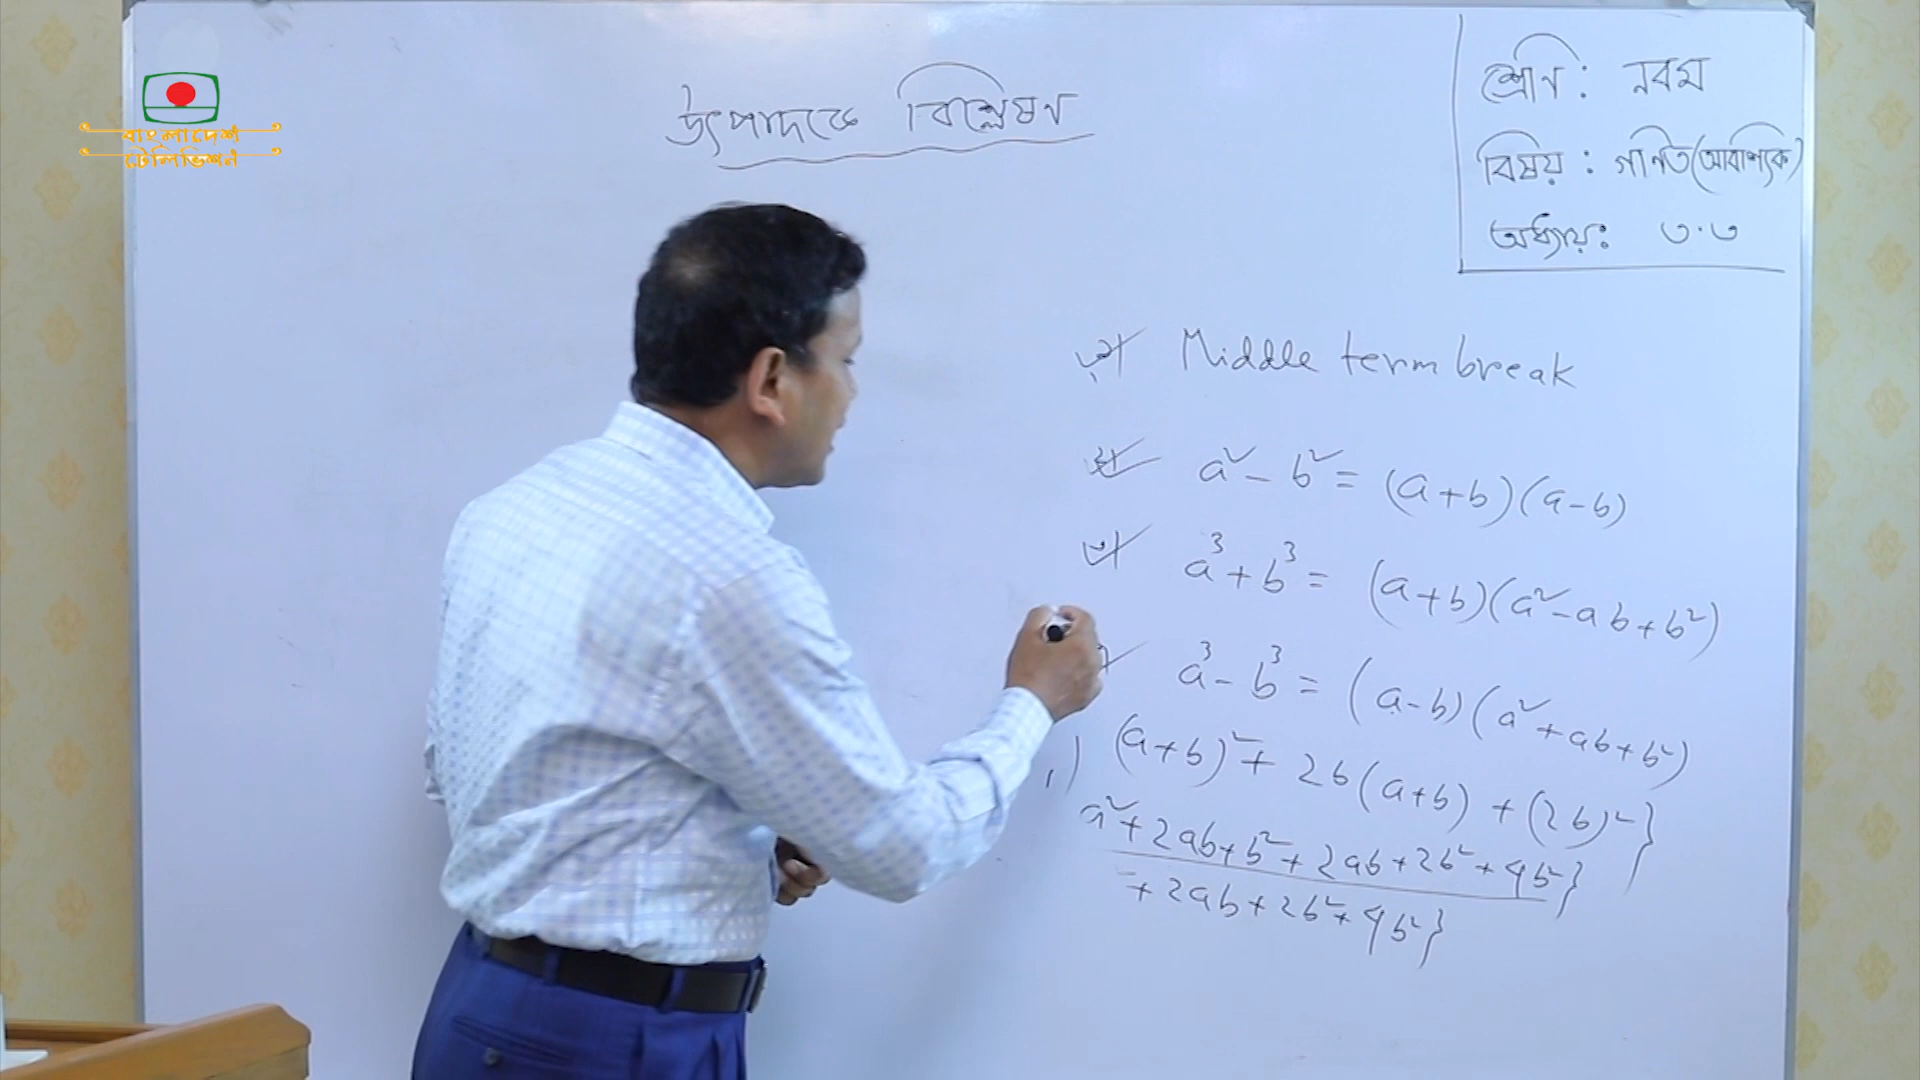 বাংলাদেশ
টেলিভিশন
উৎপাদকে বিশ্লেষণ
শ্রেণি: নবম
বিষয়: গণিত(আবশ্যিক)
অধ্যায়: ৩.৩
Middle term break
a² - b² = (a+b)(a-b)
a³ + b³ = (a+b)(a²-ab+b²)
a³ - b³ = (a-b)(a²+ab+b²)
(a+b)² + 2b(a+b) + (2b)²}
a²+2ab+b²+2ab+2b²+4b²}
+2ab+2b²+4b²}